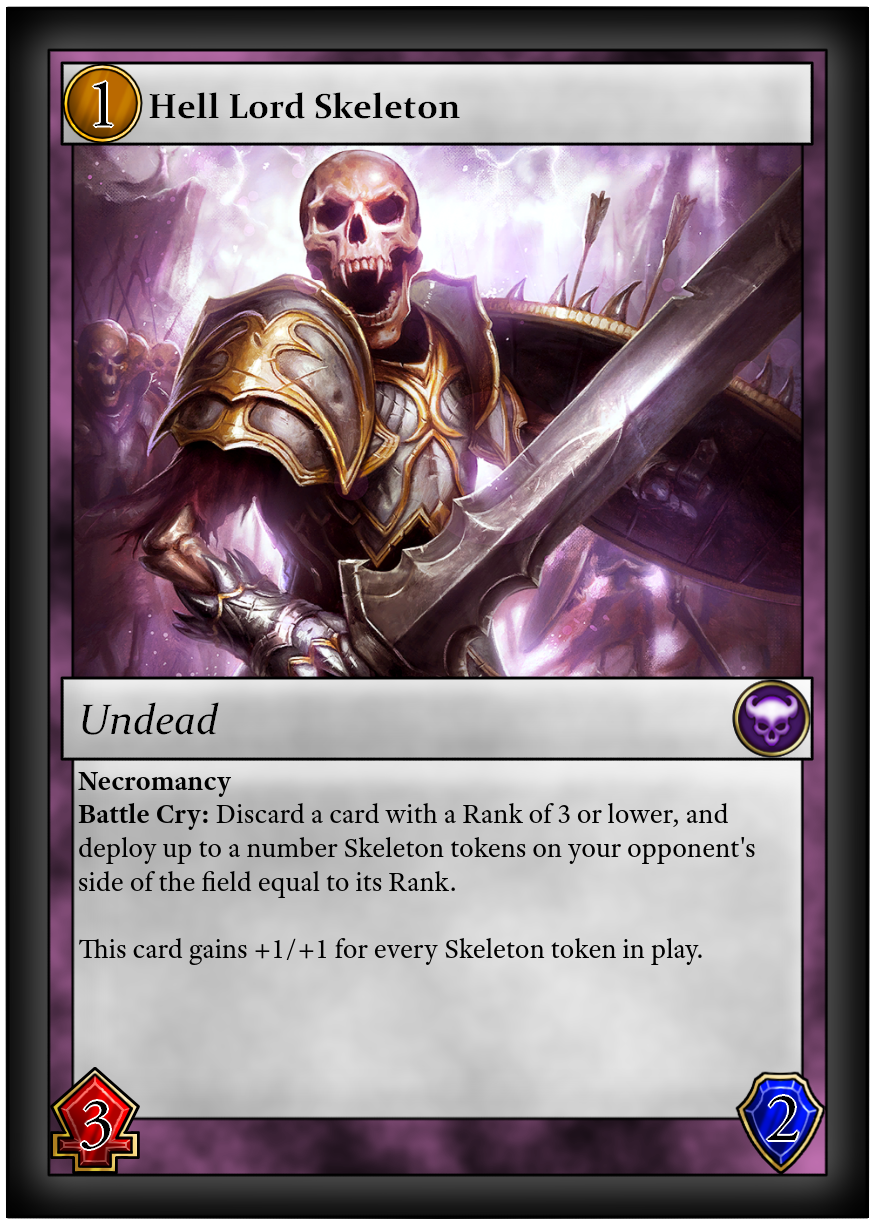 1 Hell Lord Skeleton
Undead
Necromancy
Battle Cry: Discard a card with a Rank of 3 or lower, and
deploy up to a number Skeleton tokens on your opponent's
side of the field equal to its Rank.
This card gains +1/+1 for every Skeleton token in play.
3 2